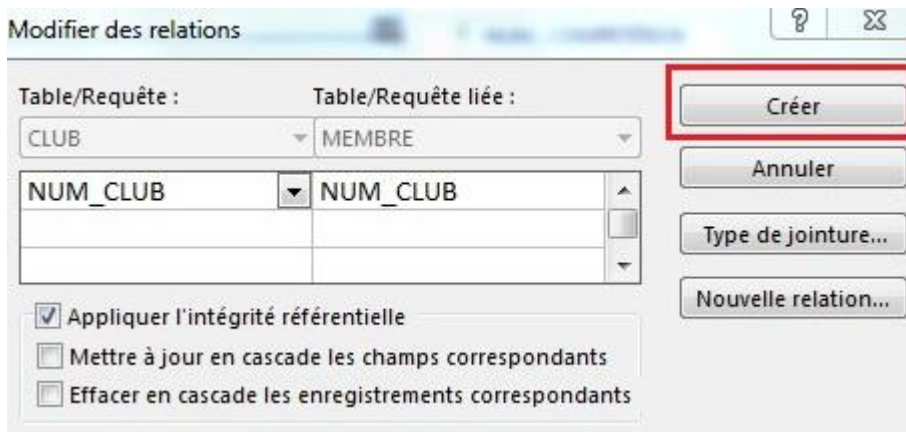 Modifier des relations
Table/Requête : Table/Requête liée :
CLUB MEMBRE
NUM_CLUB NUM_CLUB
Appliquer l'intégrité référentielle
Mettre à jour en cascade les champs correspondants
Effacer en cascade les enregistrements correspondants
Créer
Annuler
Type de jointure...
Nouvelle relation...